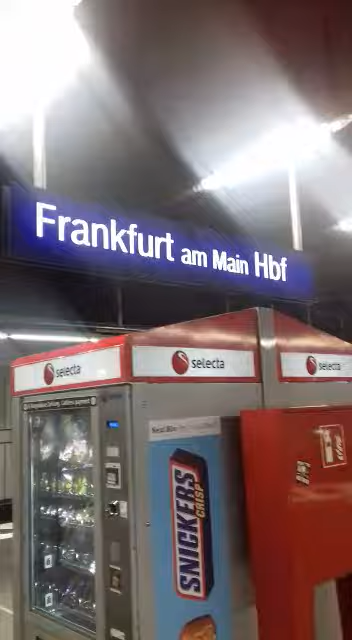 Frankfurt am Main Hbf
selecta
selecta
selecta
SNICKERS
CRISP